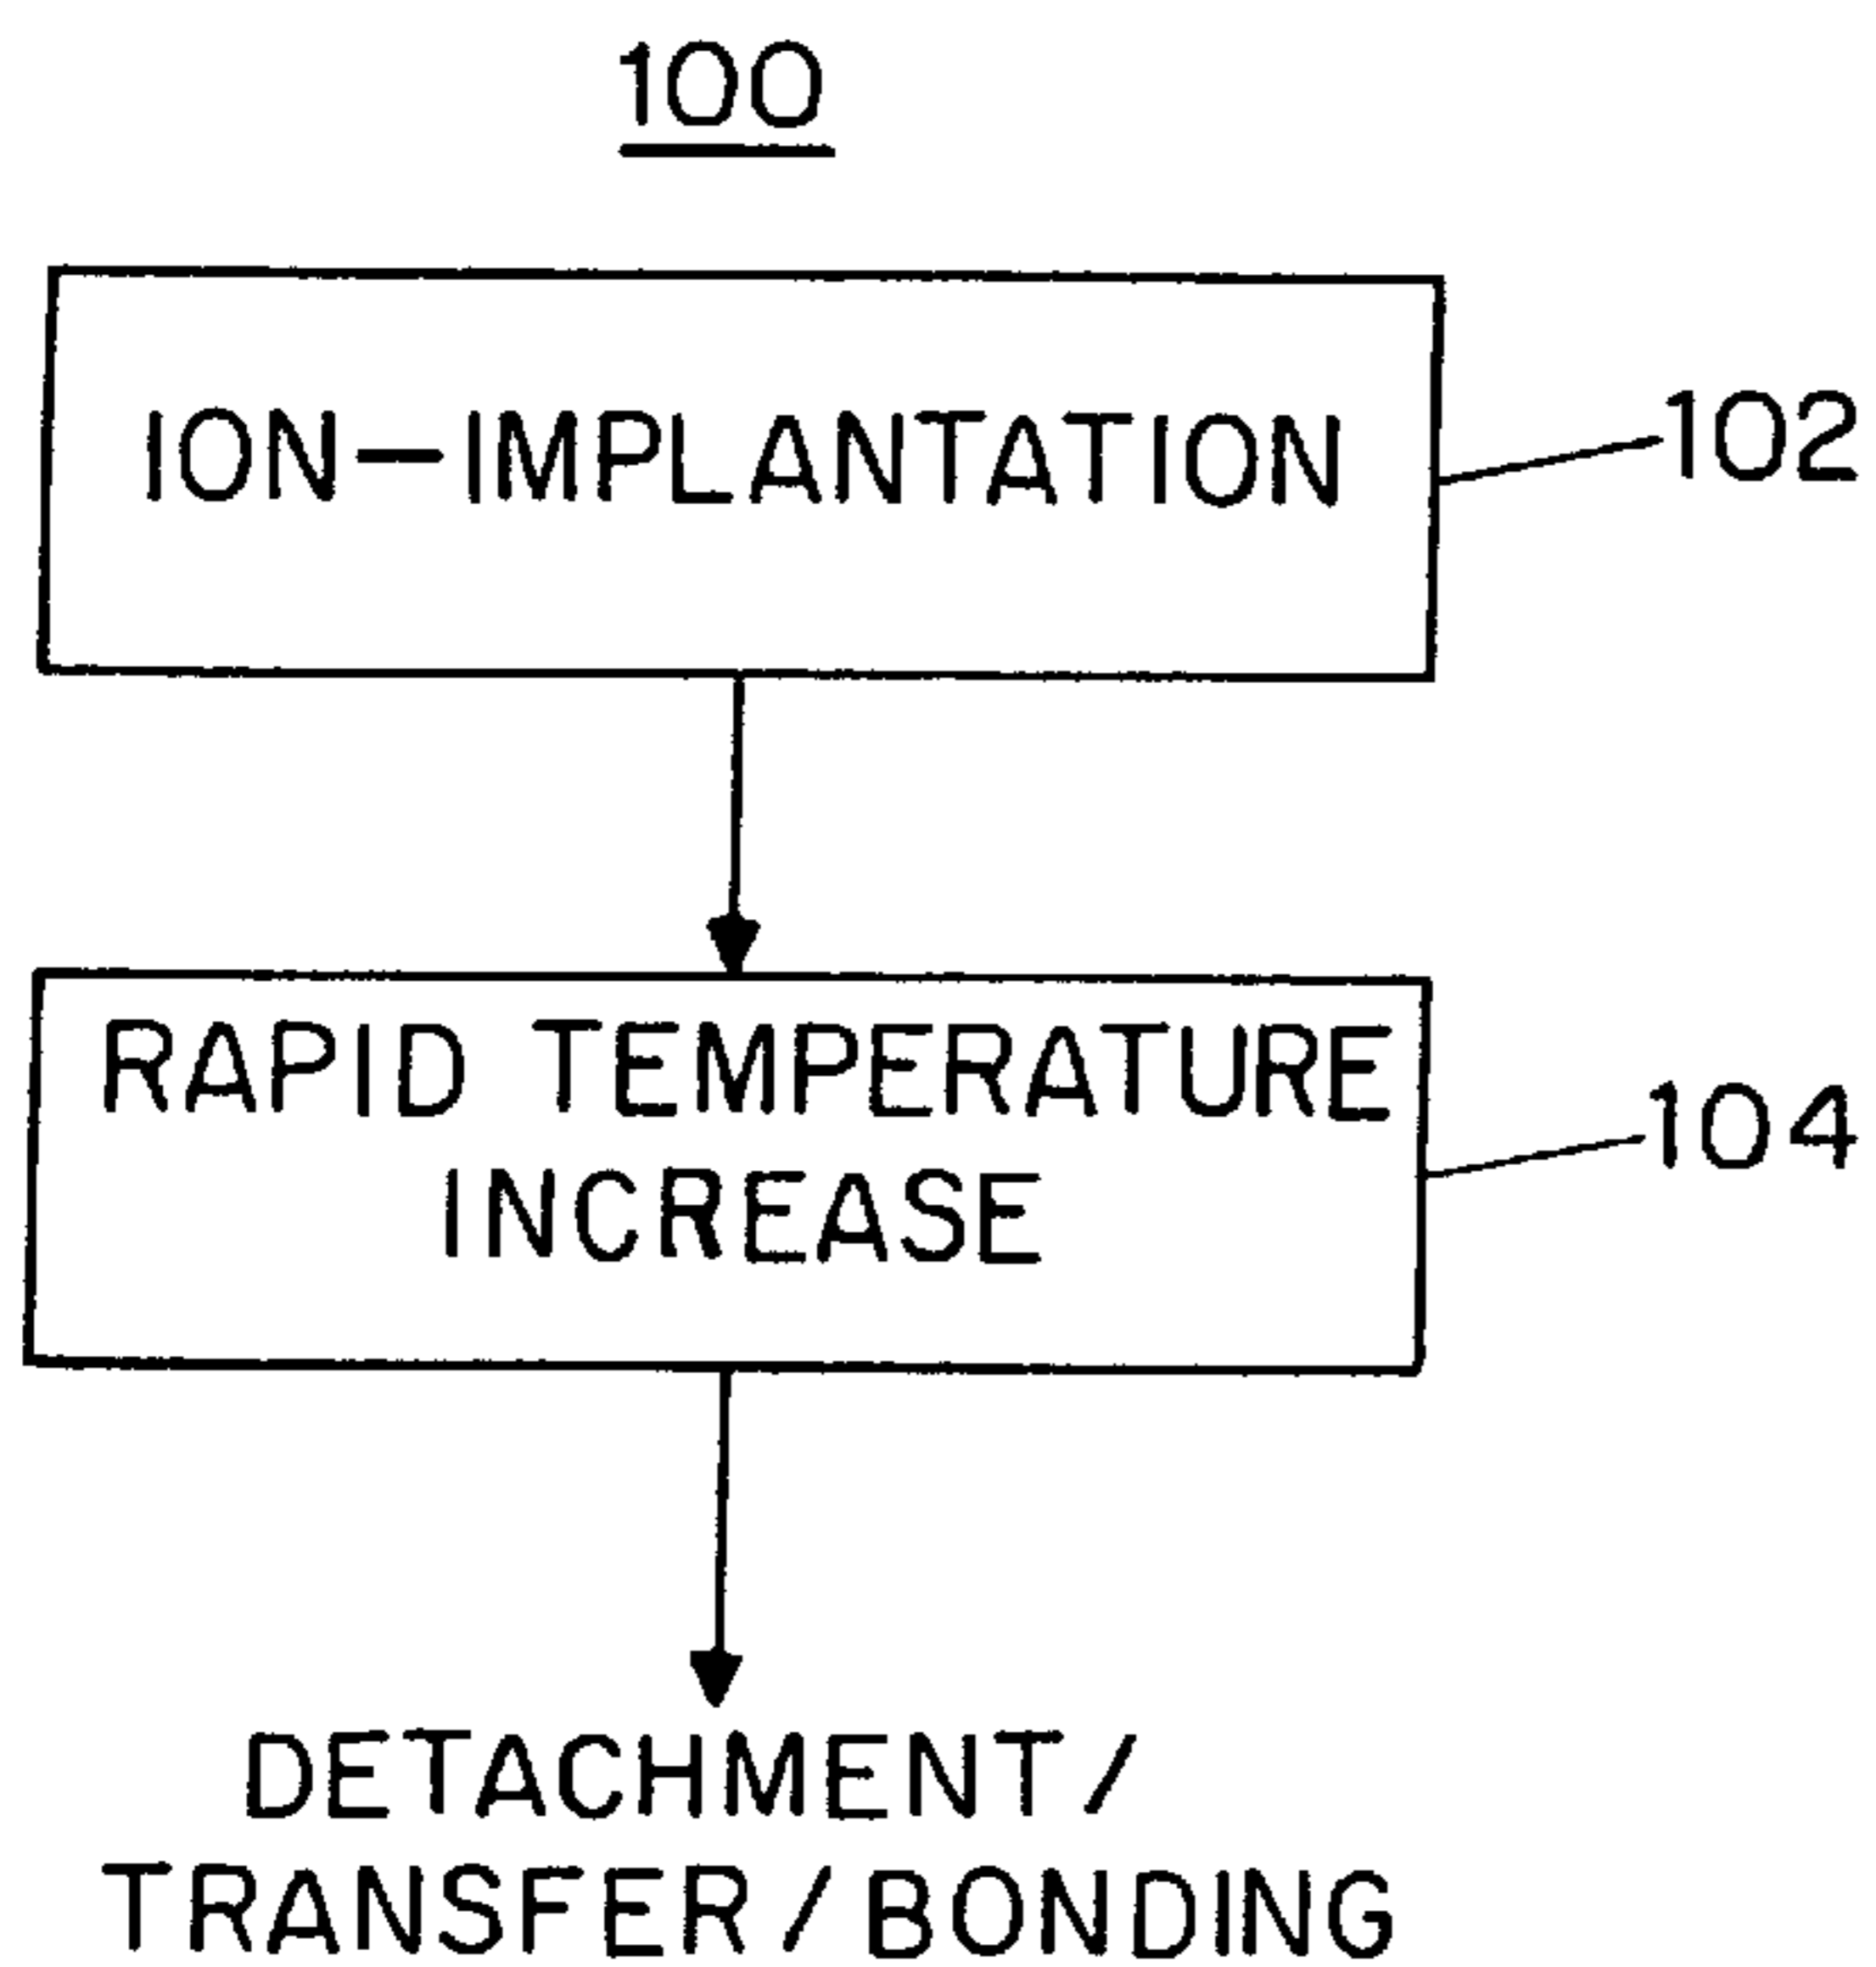 100
ION-IMPLANTATION
102
RAPID TEMPERATURE
INCREASE
104
DETACHMENT/
TRANSFER/BONDING